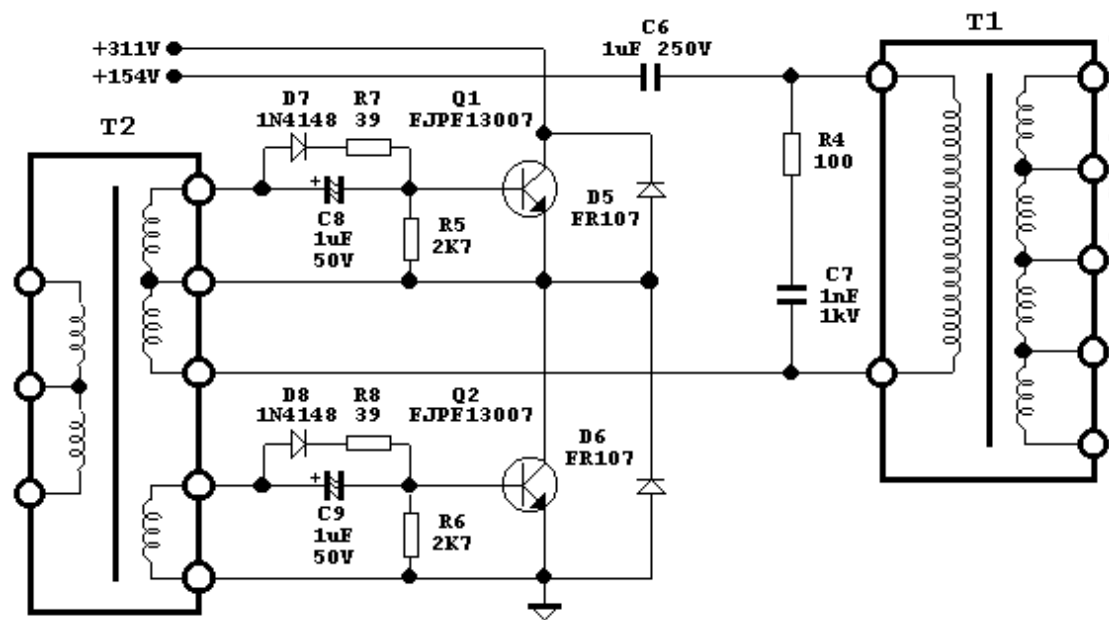 C6
1uF 250V
T1
+311V
+154V
D7
1N4148
R7
39
Q1
FJPF13007
T2
R4
100
D5
FR107
C8
1uF
50V
R5
2K7
C7
1nF
1kV
D8
1N4148
R8
39
Q2
FJPF13007
D6
FR107
C9
1uF
50V
R6
2K7